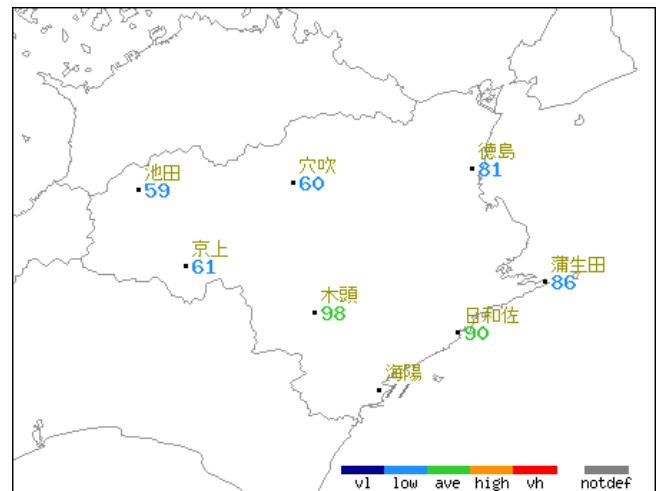 徳島
81
穴吹
60
池田
59
京上
61
蒲生田
86
木頭
98
日和佐
90
海陽
vl low ave high vh notdef